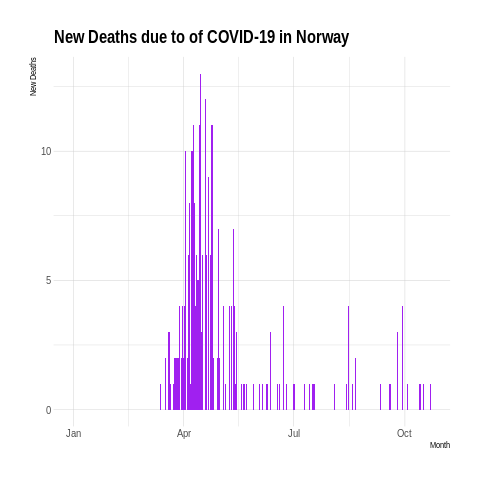 New Deaths due to of COVID-19 in Norway
New Deaths
10
5
0
Jan Apr Jul Oct
Month